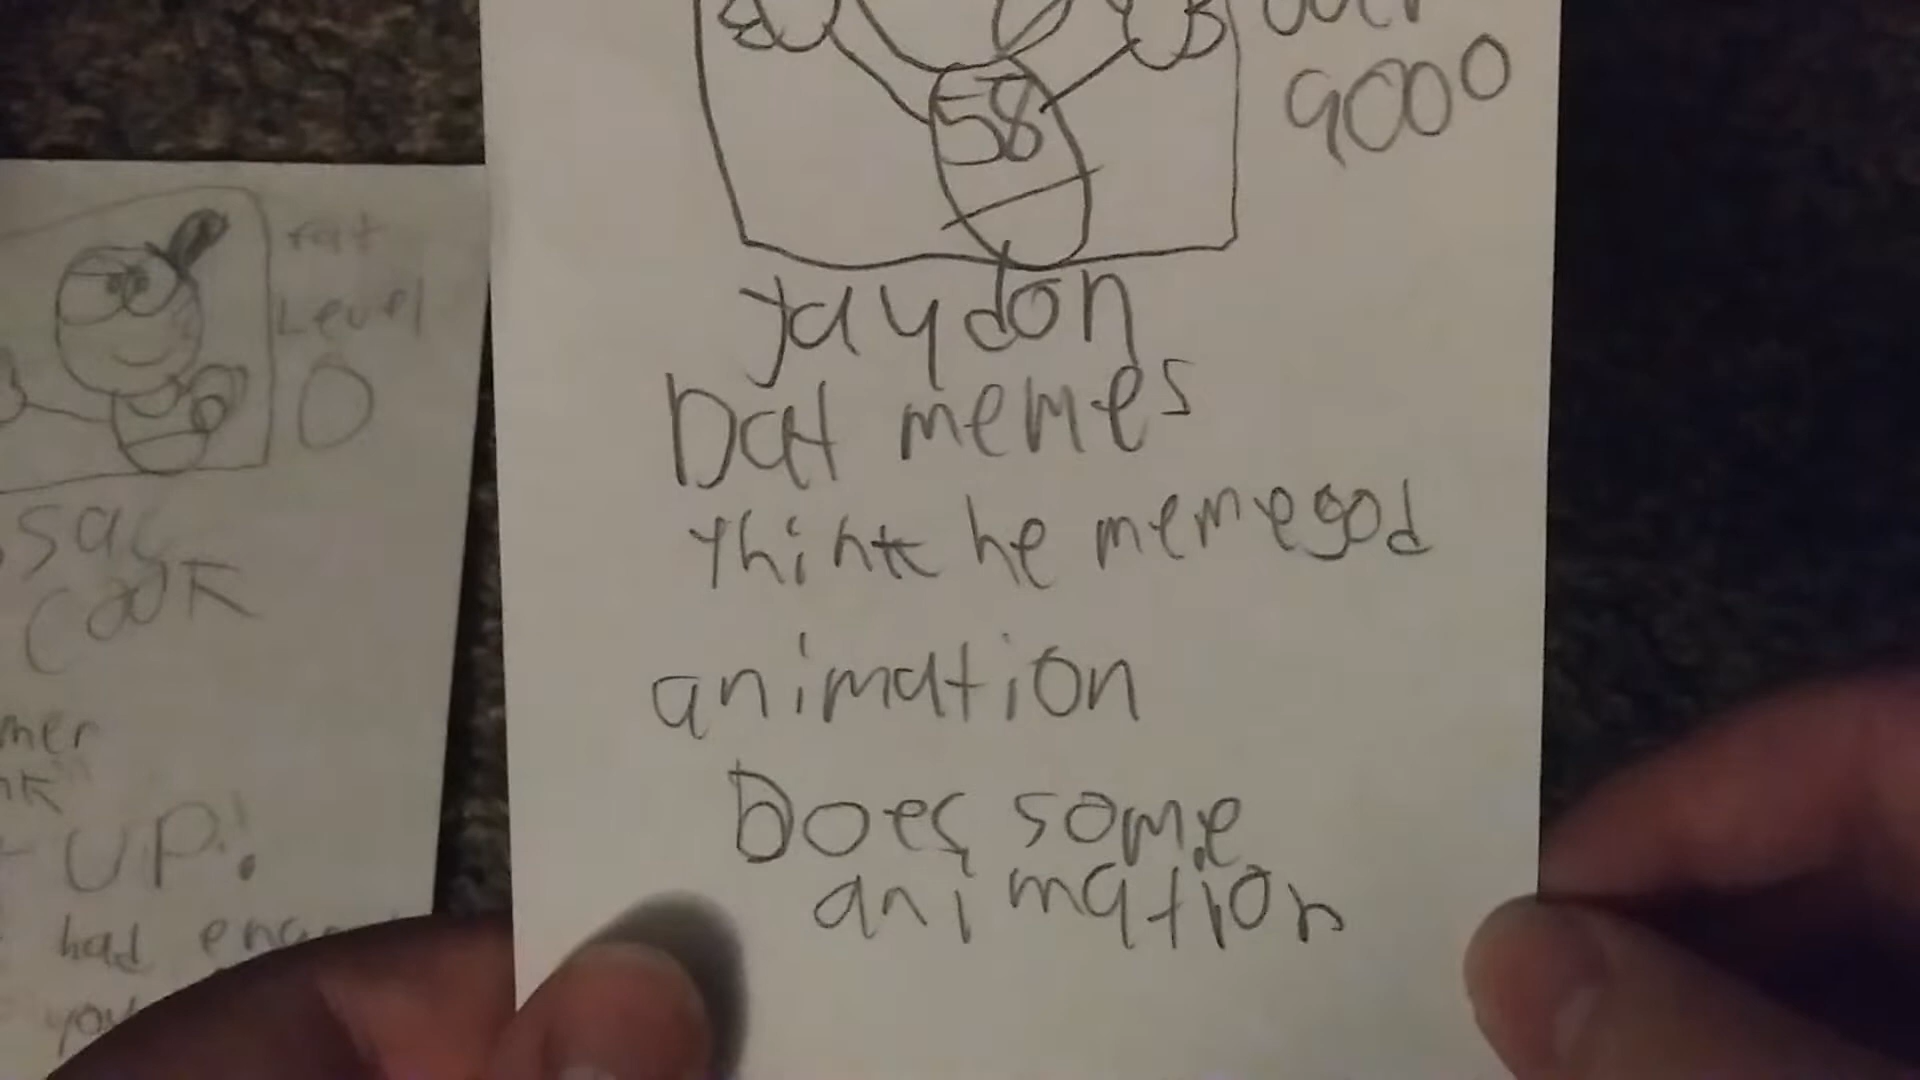 58
9000
Jaydon
Dat memes
think he memegod
animation
Does some
animation
fat
Level
0
UP!
had